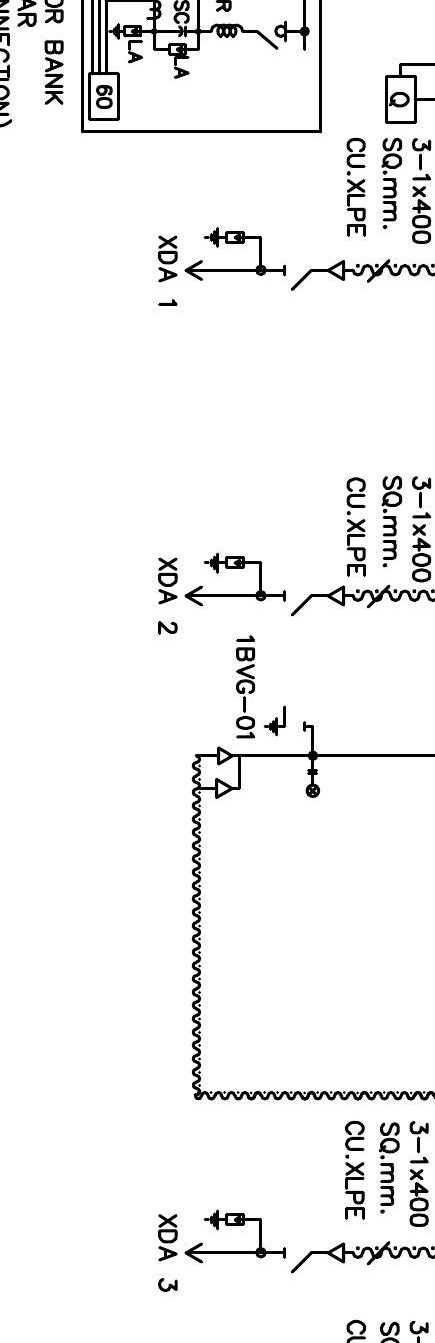 OR BANK
AR
NNECTION)
60
LA
LA
SC
R
Q
3-1x400
SQ.mm.
CU.XLPE
XDA 1
3-1x400
SQ.mm.
CU.XLPE
XDA 2
1BVG-01
3-1x400
SQ.mm.
CU.XLPE
XDA 3
3-
SQ
CU